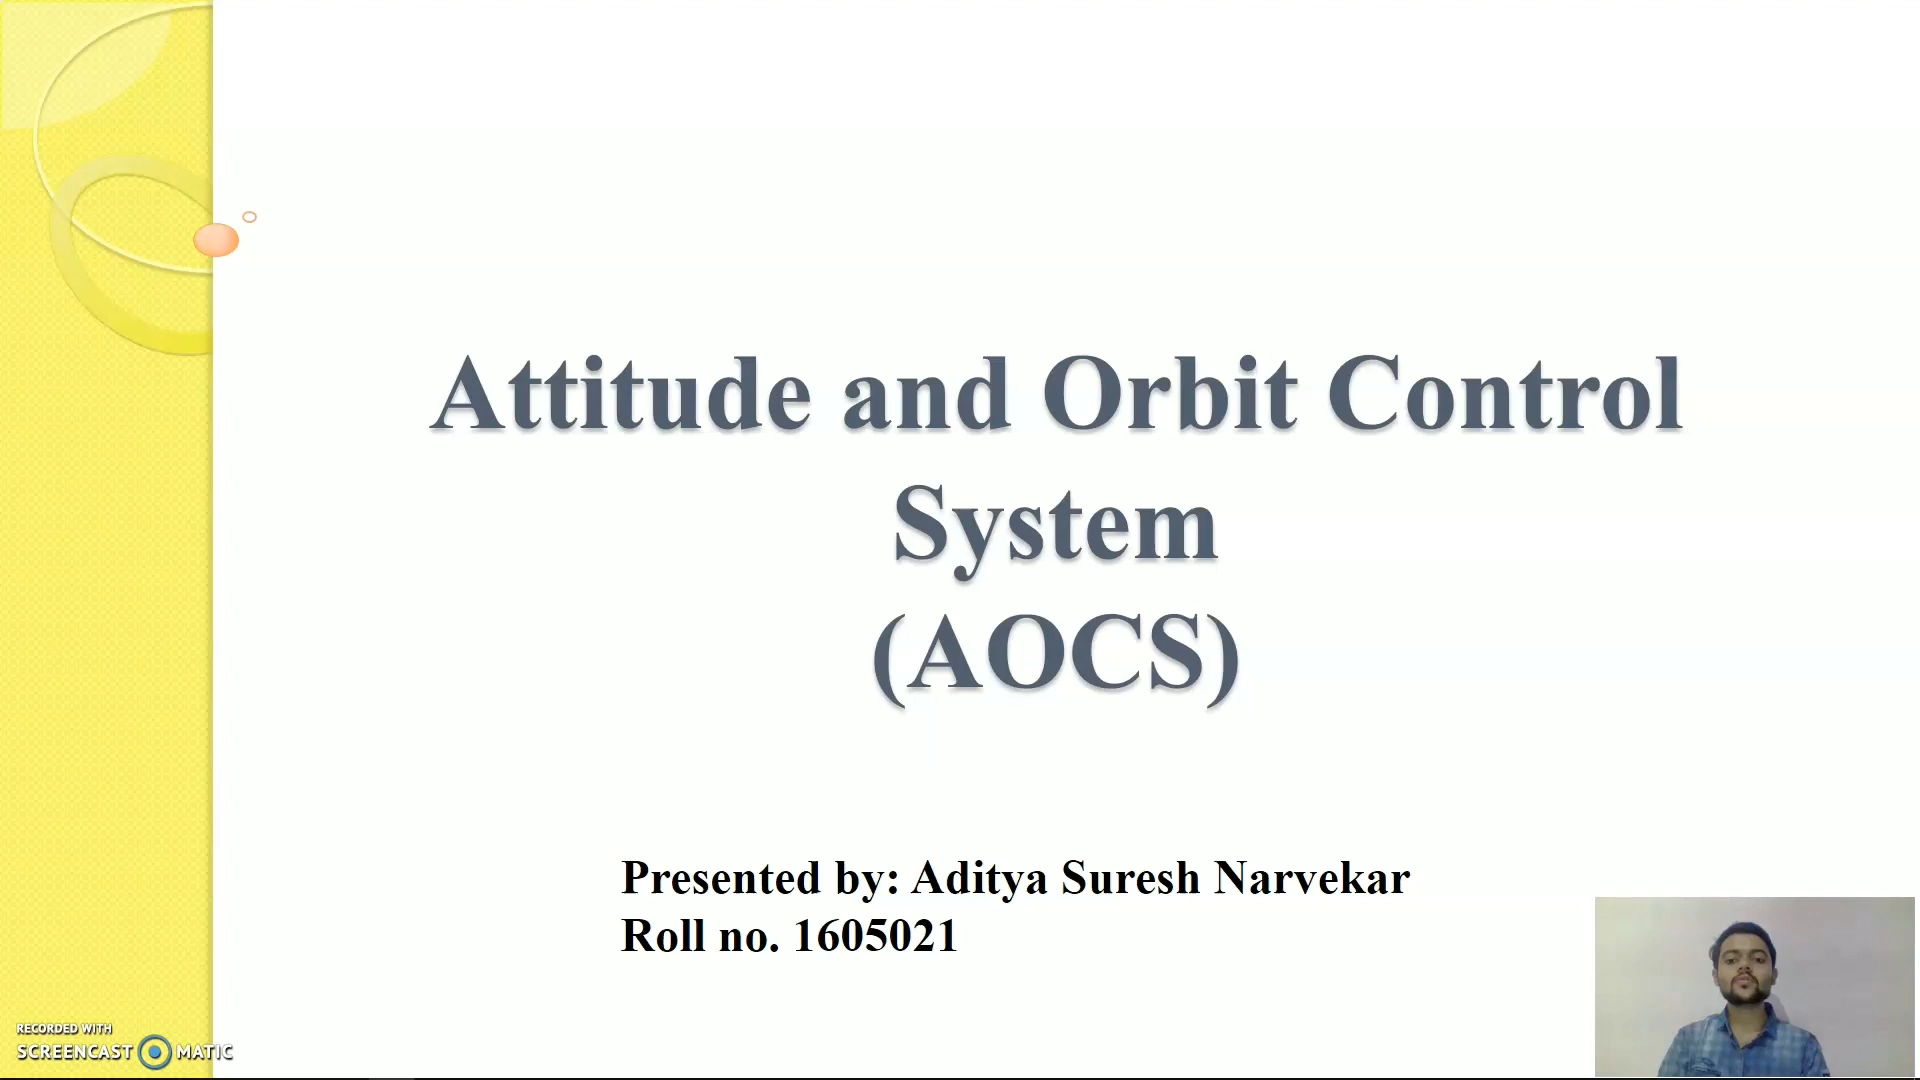 Attitude and Orbit Control
System
(AOCS)
Presented by: Aditya Suresh Narvekar
Roll no. 1605021
RECORDED WITH
SCREENCAST MATIC